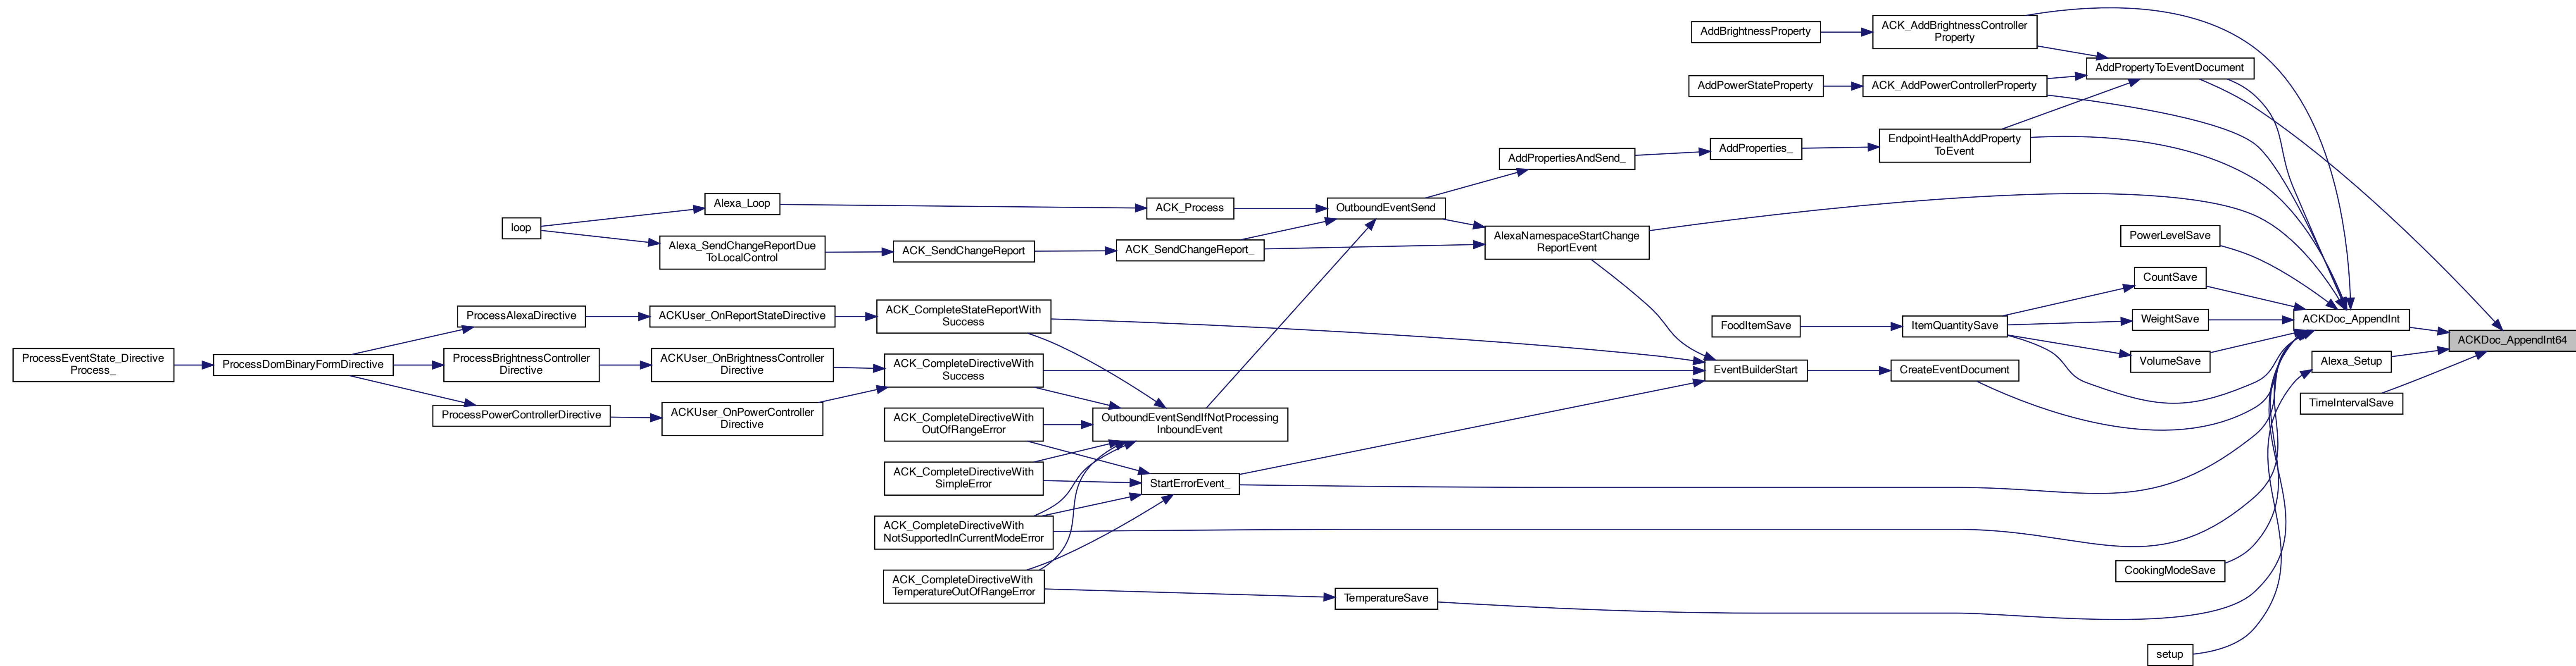 AddBrightnessProperty
ACK_AddBrightnessController
Property
AddPropertyToEventDocument
AddPowerStateProperty
ACK_AddPowerControllerProperty
EndpointHealthAddProperty
ToEvent
AddProperties_
AddPropertiesAndSend_
Alexa_Loop
ACK_Process
OutboundEventSend
loop
Alexa_SendChangeReportDue
ToLocalControl
ACK_SendChangeReport
ACK_SendChangeReport_
AlexaNamespaceStartChange
ReportEvent
PowerLevelSave
CountSave
ProcessAlexaDirective
ACKUser_OnReportStateDirective
ACK_CompleteStateReportWith
Success
FoodItemSave
ItemQuantitySave
WeightSave
ACKDoc_AppendInt
ACKDoc_AppendInt64
ProcessEventState_Directive
Process_
ProcessDomBinaryFormDirective
ProcessBrightnessController
Directive
ACKUser_OnBrightnessController
Directive
ACK_CompleteDirectiveWith
Success
EventBuilderStart
CreateEventDocument
VolumeSave
Alexa_Setup
TimeIntervalSave
ProcessPowerControllerDirective
ACKUser_OnPowerController
Directive
ACK_CompleteDirectiveWith
OutOfRangeError
OutboundEventSendIfNotProcessing
InboundEvent
ACK_CompleteDirectiveWith
SimpleError
StartErrorEvent_
ACK_CompleteDirectiveWith
NotSupportedInCurrentModeError
CookingModeSave
ACK_CompleteDirectiveWith
TemperatureOutOfRangeError
TemperatureSave
setup